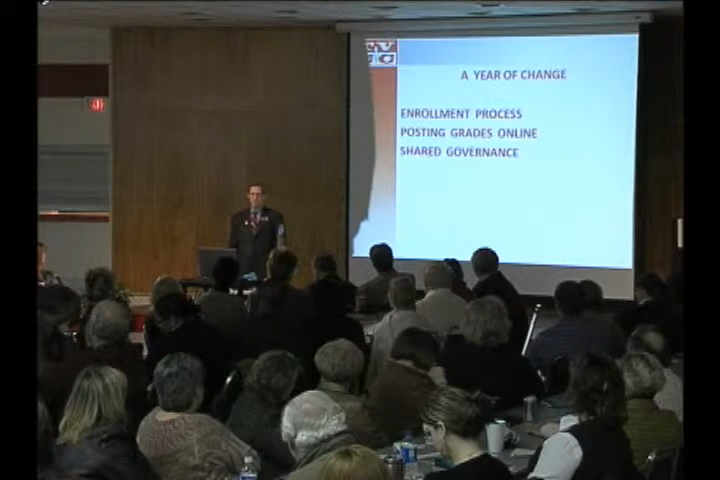 A YEAR OF CHANGE
ENROLLMENT PROCESS
POSTING GRADES ONLINE
SHARED GOVERNANCE